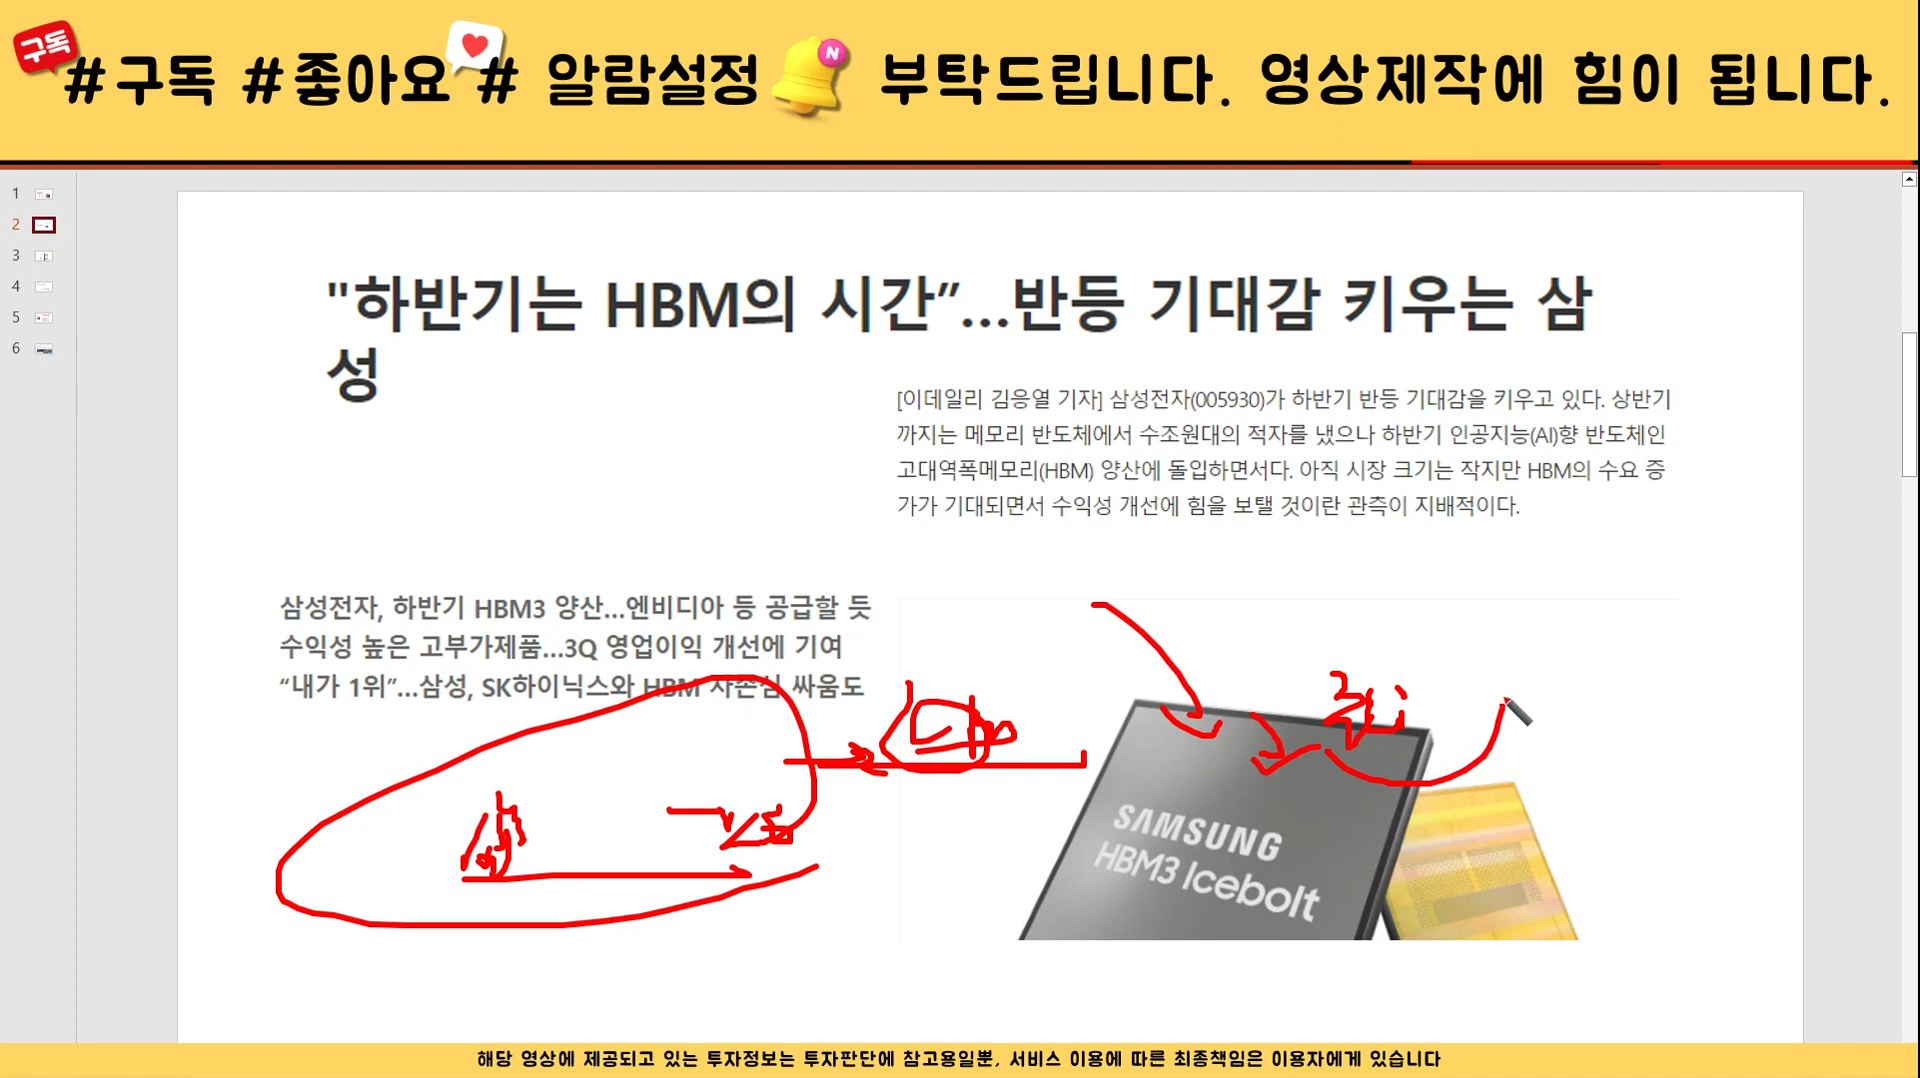 구독
#구독 #좋아요 # 알람설정 N 부탁드립니다. 영상제작에 힘이 됩니다.
1
2
3
4
5
6
"하반기는 HBM의 시간”...반등 기대감 키우는 삼
성
[이데일리 김응열 기자] 삼성전자(005930)가 하반기 반등 기대감을 키우고 있다. 상반기
까지는 메모리 반도체에서 수조원대의 적자를 냈으나 하반기 인공지능(AI)향 반도체인
고대역폭메모리(HBM) 양산에 돌입하면서다. 아직 시장 크기는 작지만 HBM의 수요 증
가가 기대되면서 수익성 개선에 힘을 보탤 것이란 관측이 지배적이다.
삼성전자, 하반기 HBM3 양산...엔비디아 등 공급할 듯
수익성 높은 고부가제품...3Q 영업이익 개선에 기여
“내가 1위”...삼성, SK하이닉스와 HBM 자존심 싸움도
SAMSUNG
HBM3 Icebolt
해당 영상에 제공되고 있는 투자정보는 투자판단에 참고용일뿐, 서비스 이용에 따른 최종책임은 이용자에게 있습니다